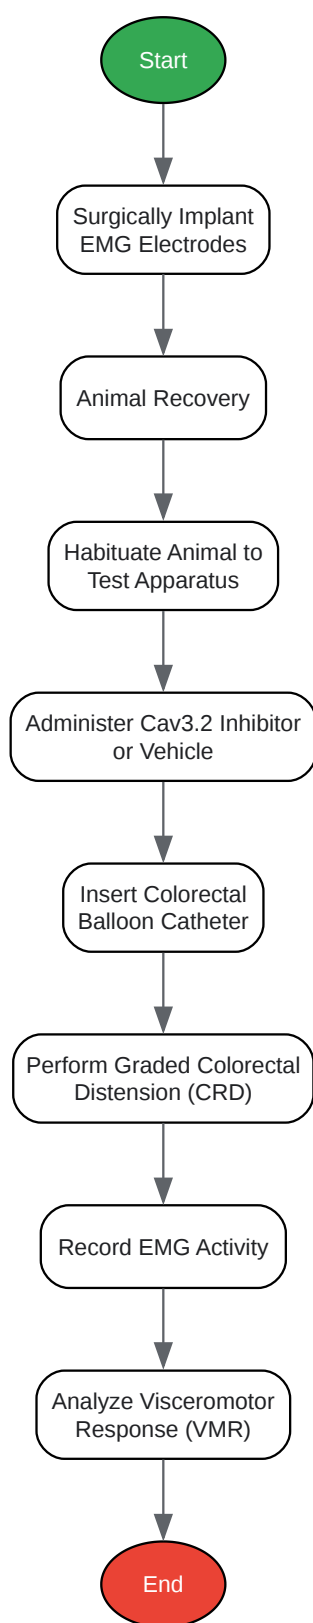 Start
Surgically Implant
EMG Electrodes
Animal Recovery
Habituate Animal to
Test Apparatus
Administer Cav3.2 Inhibitor
or Vehicle
Insert Colorectal
Balloon Catheter
Perform Graded Colorectal
Distension (CRD)
Record EMG Activity
Analyze Visceromotor
Response (VMR)
End